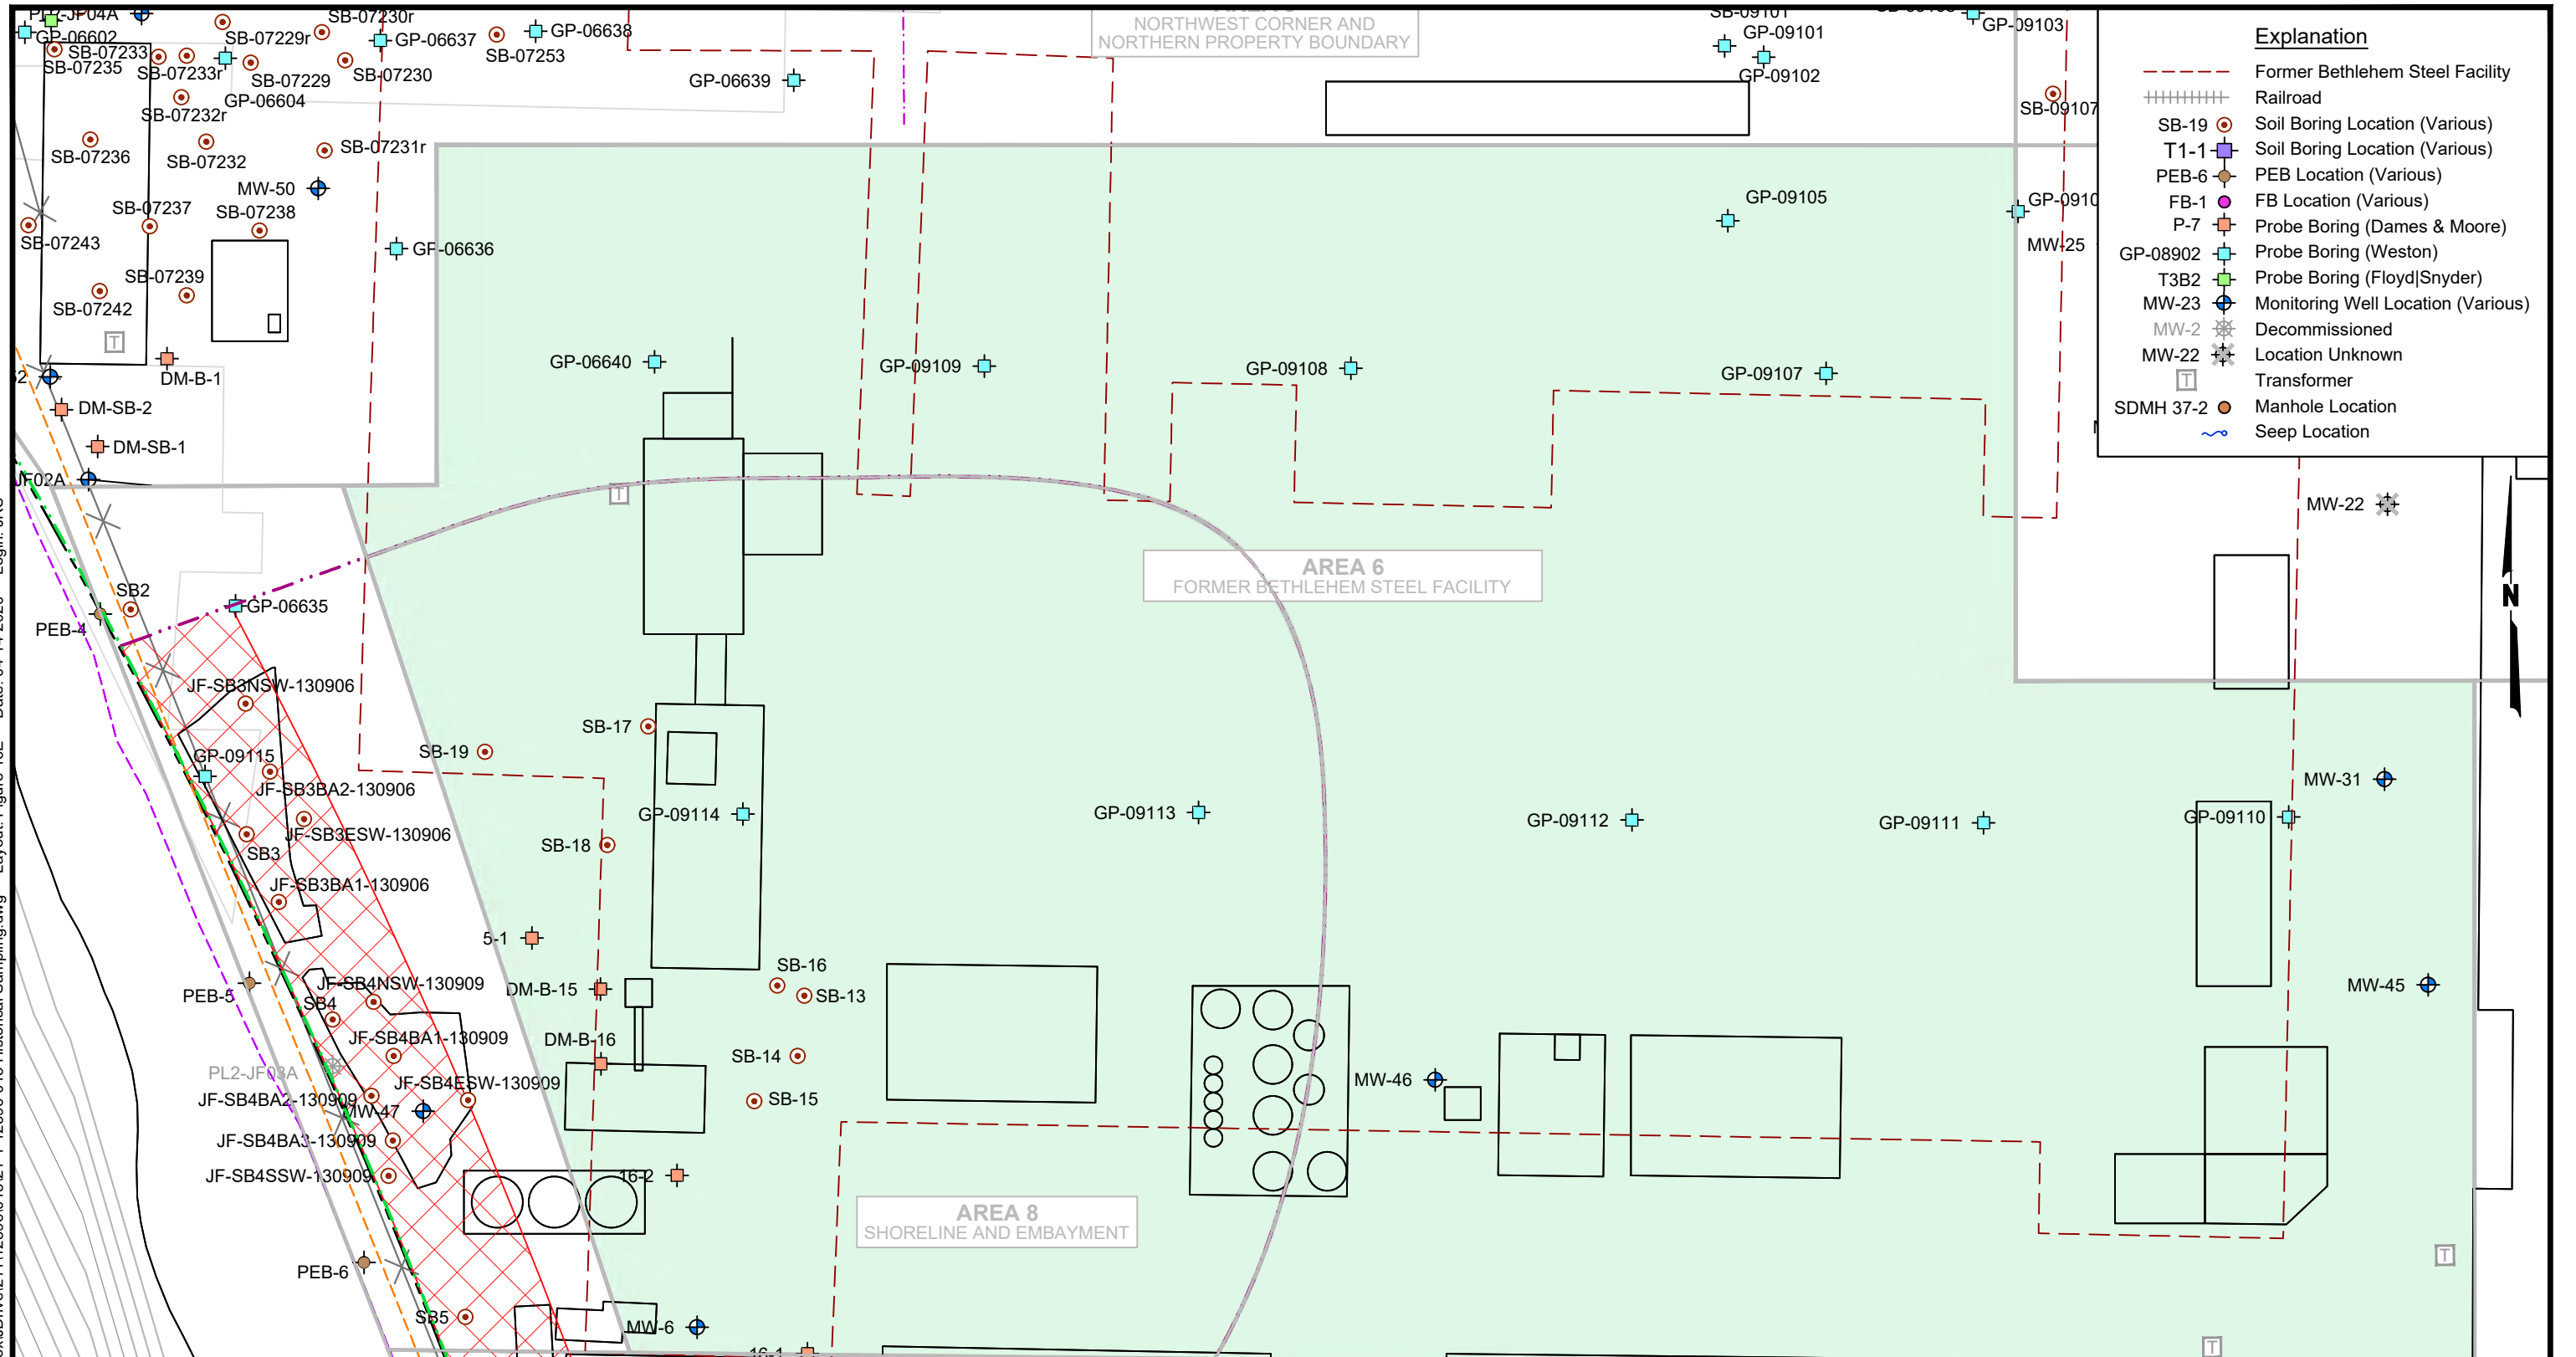 PL2-JF04A
GP-06602
SB-07233
SB-07235
SB-07233r
SB-07229r
SB-07229
GP-06604
SB-07232r
SB-07230r
SB-07230
GP-06637
SB-07253
GP-06638
GP-06639
NORTHWEST CORNER AND
NORTHERN PROPERTY BOUNDARY
SB-09101
GP-09101
GP-09102
GP-09103
SB-09107
SB-07236
SB-07232
SB-07231r
MW-50
SB-07237
SB-07238
SB-07243
GP-06636
SB-07239
SB-07242
T
DM-B-1
DM-SB-2
DM-SB-1
JF02A
GP-09105
GP-0910
MW-25
GP-06640
GP-09109
GP-09108
GP-09107
Explanation
Former Bethlehem Steel Facility
Railroad
SB-19 Soil Boring Location (Various)
T1-1 Soil Boring Location (Various)
PEB-6 PEB Location (Various)
FB-1 FB Location (Various)
P-7 Probe Boring (Dames & Moore)
GP-08902 Probe Boring (Weston)
T3B2 Probe Boring (Floyd|Snyder)
MW-23 Monitoring Well Location (Various)
MW-2 Decommissioned
MW-22 Location Unknown
T Transformer
SDMH 37-2 Manhole Location
Seep Location
T
MW-22
N
AREA 6
FORMER BETHLEHEM STEEL FACILITY
SB2
PEB-4
GP-06635
JF-SB3NSW-130906
GP-09115
JF-SB3BA2-130906
JF-SB3ESW-130906
SB3
JF-SB3BA1-130906
SB-19
SB-17
GP-09114
SB-18
GP-09113
GP-09112
GP-09111
GP-09110
MW-31
MW-45
5-1
PEB-5
JF-SB4NSW-130909
SB4
JF-SB4BA1-130909
DM-B-15
DM-B-16
SB-16
SB-13
SB-14
SB-15
PL2-JF03A
JF-SB4ESW-130909
JF-SB4BA2-130909
MW-47
JF-SB4BA3-130909
JF-SB4SSW-130909
16-2
MW-46
AREA 8
SHORELINE AND EMBAYMENT
PEB-6
SB5
MW-6
16-1
T
T